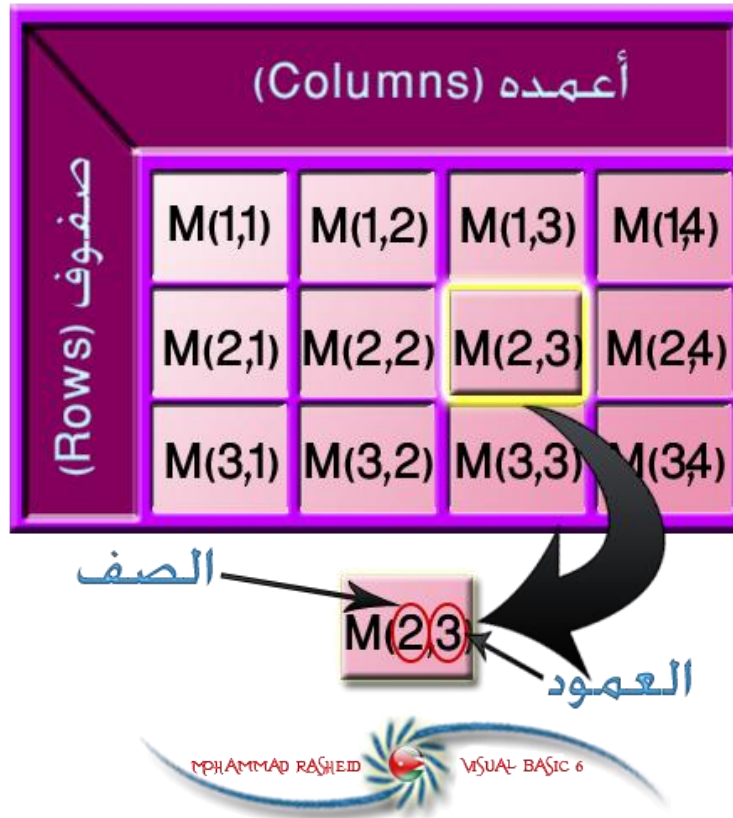 أعمده (Columns)
صفوف (Rows)
M(1,1) M(1,2) M(1,3) M(1,4)
M(2,1) M(2,2) M(2,3) M(2,4)
M(3,1) M(3,2) M(3,3) M(3,4)
الصف
M(2,3)
العمود
MOHAMMAD RASHEID VISUAL BASIC 6